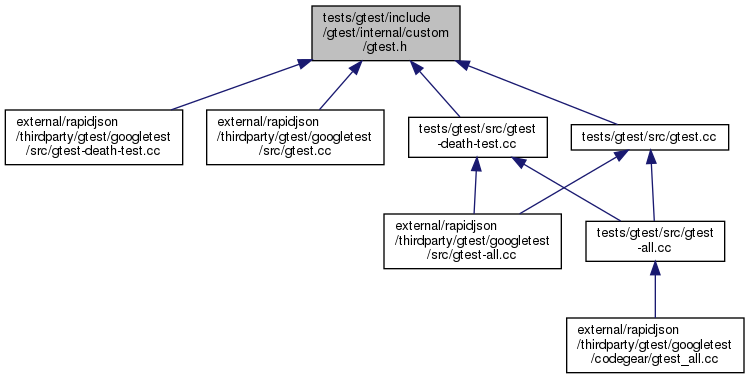 tests/gtest/include
/gtest/internal/custom
/gtest.h
external/rapidjson
/thirdparty/gtest/googletest
/src/gtest-death-test.cc
external/rapidjson
/thirdparty/gtest/googletest
/src/gtest.cc
tests/gtest/src/gtest
-death-test.cc
tests/gtest/src/gtest.cc
external/rapidjson
/thirdparty/gtest/googletest
/src/gtest-all.cc
tests/gtest/src/gtest
-all.cc
external/rapidjson
/thirdparty/gtest/googletest
/codegear/gtest_all.cc